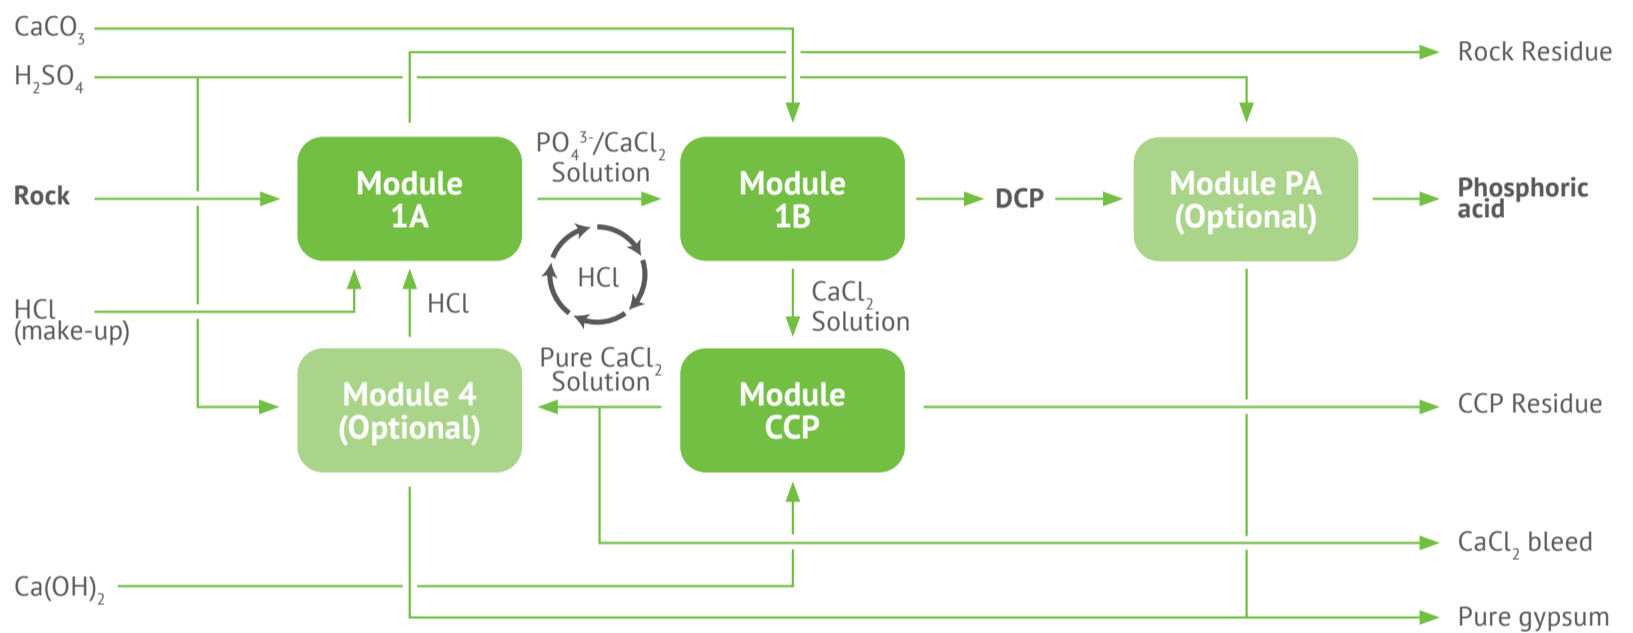 CaCO₃
H₂SO₄
Rock Residue
PO₄³⁻/CaCl₂
Solution
Module
1A
Module
1B
Module PA
(Optional)
Rock
DCP
Phosphoric
acid
HCl
HCl
(make-up)
HCl
CaCl₂
Solution
Pure CaCl₂
Solution
Module 4
(Optional)
Module
CCP
CCP Residue
CaCl₂ bleed
Ca(OH)₂
Pure gypsum